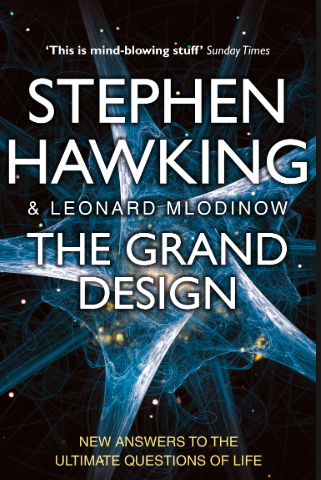 ‘This is mind-blowing stuff’ Sunday Times
STEPHEN
HAWKING
& LEONARD MLODINOW
THE GRAND
DESIGN
NEW ANSWERS TO THE
ULTIMATE QUESTIONS OF LIFE